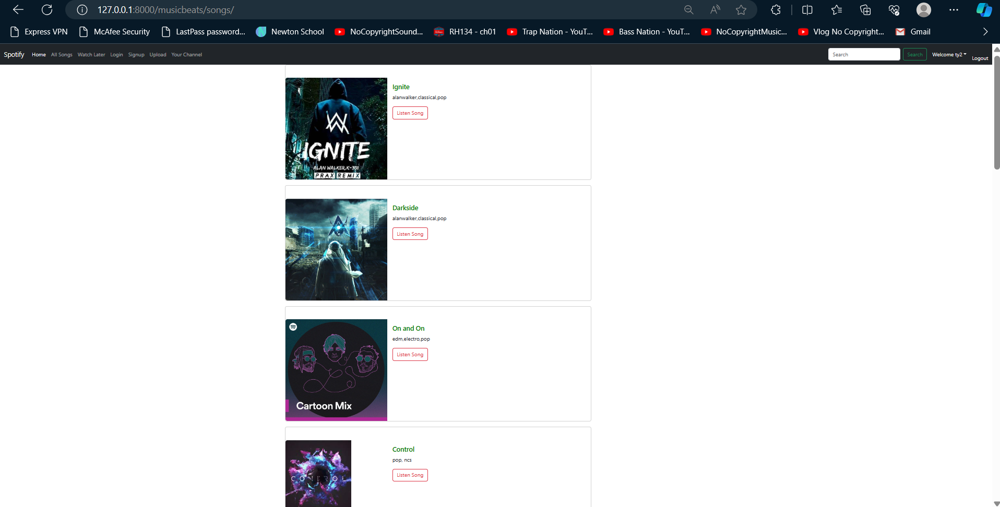 127.0.0.1:8000/musicbeats/songs/
Express VPN McAfee Security LastPass password... Newton School NoCopyrightSound... RH134 - ch01 Trap Nation - YouT... Bass Nation - YouT... NoCopyrightMusic... Vlog No Copyright... Gmail
Spotify Home All Songs Watch Later Login Signup Upload Your Channel Search Search Welcome ty2 Logout
IGNITE
ALAN WALKER, K-391
PRAX REMIX
Ignite
alanwalker,classical,pop
Listen Song
Darkside
alanwalker,classical,pop
Listen Song
Cartoon Mix
On and On
edm,electro,pop
Listen Song
CONTROL
Control
pop, ncs
Listen Song